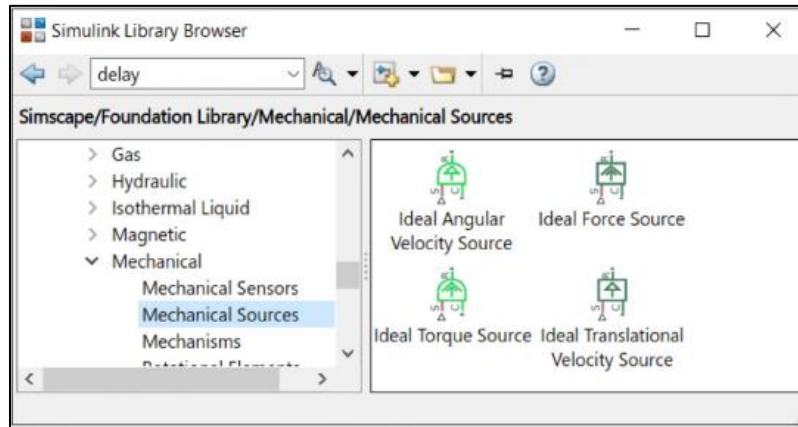 Simulink Library Browser
delay
Simscape/Foundation Library/Mechanical/Mechanical Sources
Gas
Hydraulic
Isothermal Liquid
Magnetic
Mechanical
Mechanical Sensors
Mechanical Sources
Mechanisms
Ideal Angular
Velocity Source
Ideal Force Source
Ideal Torque Source
Ideal Translational
Velocity Source